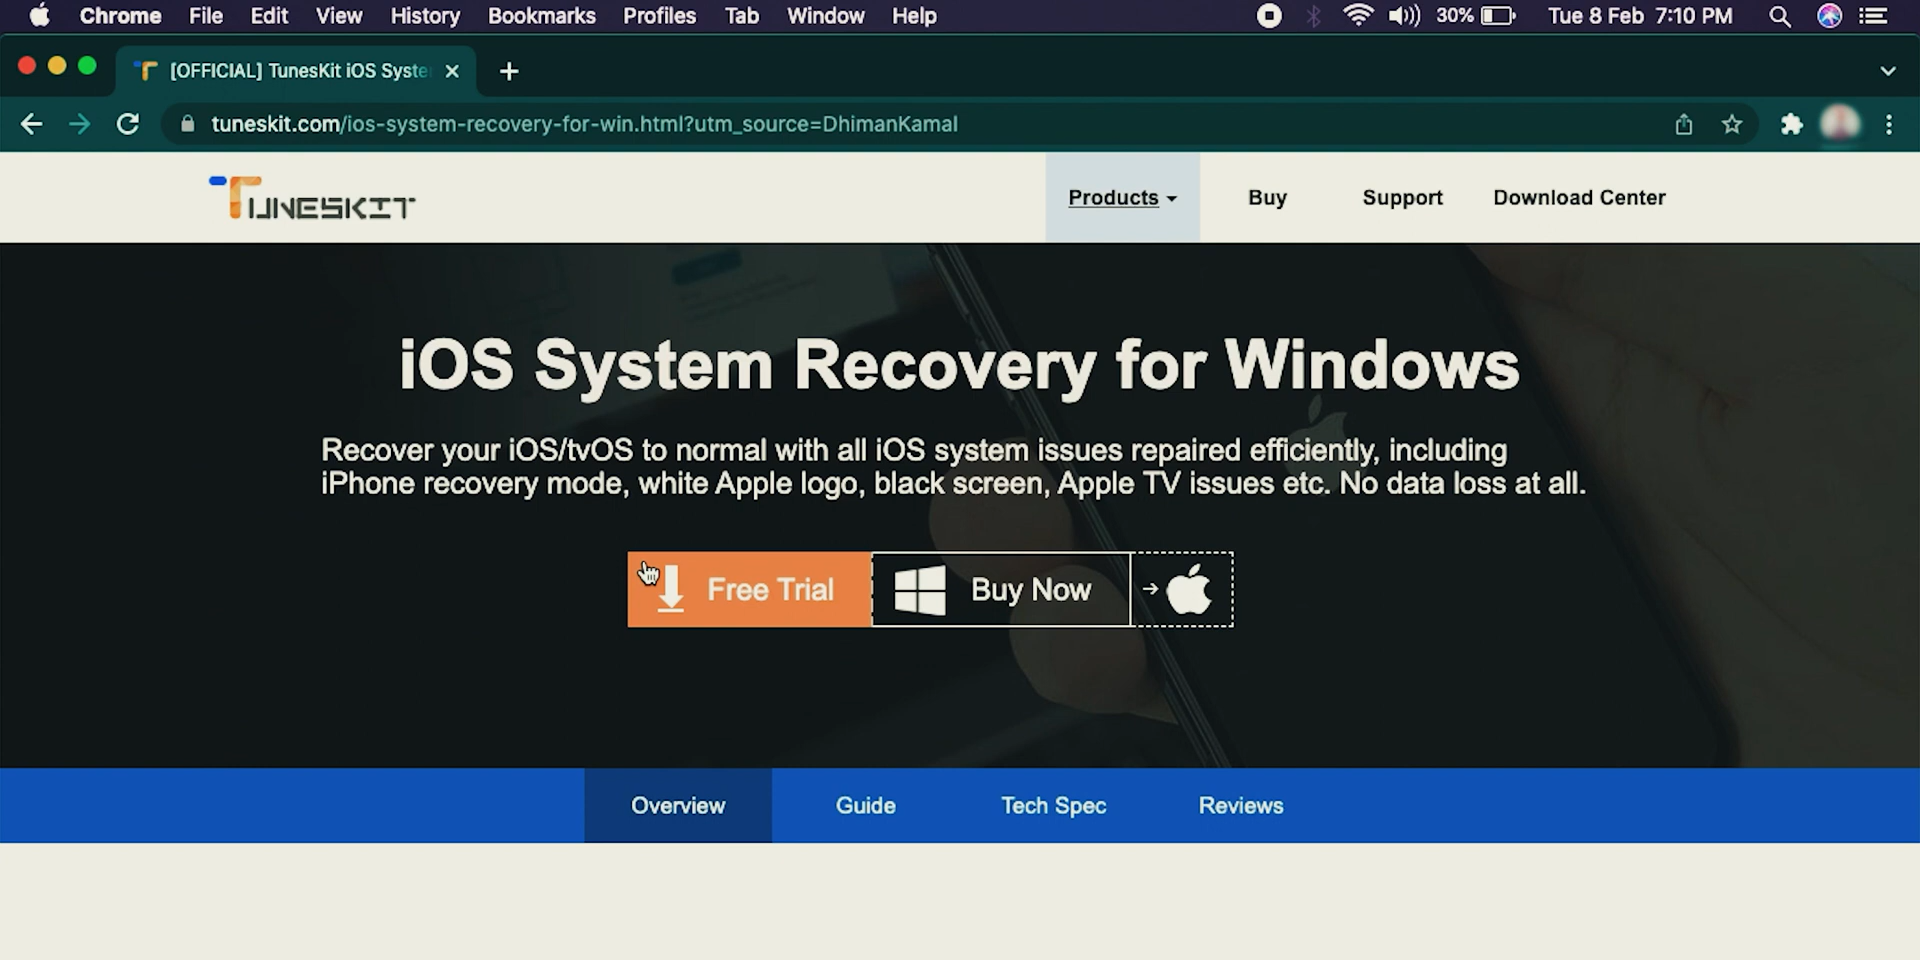 Chrome File Edit View History Bookmarks Profiles Tab Window Help 30% Tue 8 Feb 7:10 PM
[OFFICIAL] TunesKit iOS Syste
tuneskit.com/ios-system-recovery-for-win.html?utm_source=DhimanKamal
TUNESKIT Products Buy Support Download Center
iOS System Recovery for Windows
Recover your iOS/tvOS to normal with all iOS system issues repaired efficiently, including
iPhone recovery mode, white Apple logo, black screen, Apple TV issues etc. No data loss at all.
Free Trial Buy Now
Overview Guide Tech Spec Reviews